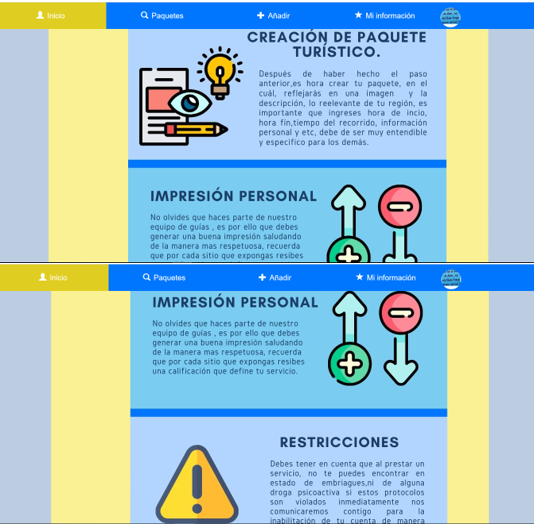 Inicio Paquetes Añadir Mi información
CREACIÓN DE PAQUETE
TURÍSTICO.
Después de haber hecho el paso
anterior,es hora crear tu paquete, en el
cuál, reflejarás en una imagen y la
descripción, lo reelevante de tu región, es
importante que ingreses hora de incio,
hora fin,tiempo del recorrido, información
personal y etc, debe de ser muy entendible
y especifico para los demás.
IMPRESIÓN PERSONAL
No olvides que haces parte de nuestro
equipo de guías , es por ello que debes
generar una buena impresión saludando
de la manera mas respetuosa, recuerda
que por cada sitio que expongas recibes
Inicio Paquetes Añadir Mi información
IMPRESIÓN PERSONAL
No olvides que haces parte de nuestro
equipo de guías , es por ello que debes
generar una buena impresión saludando
de la manera mas respetuosa, recuerda
que por cada sitio que expongas recibes
una calificación que define tu servicio.
RESTRICCIONES
Debes tener en cuenta que al prestar un
servicio, no te puedes encontrar en
estado de embriagues,ni de alguna
droga psicoactiva si estos protocolos
son violados inmediatamente nos
comunicaremos contigo para la
inabilitación de tu cuenta de manera